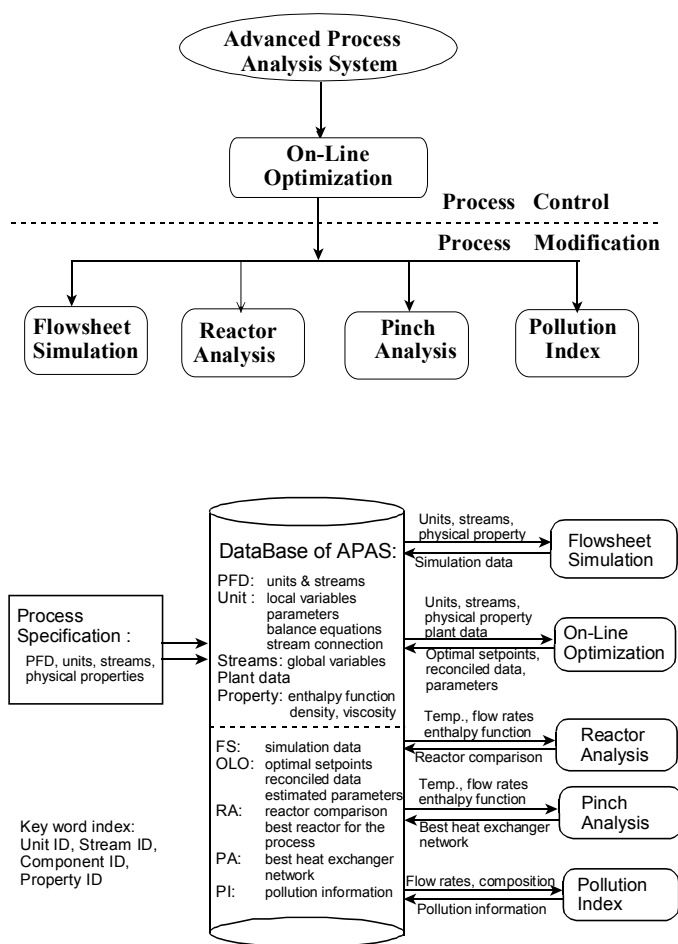 Advanced Process
Analysis System
On-Line
Optimization
Process Control
Process Modification
Flowsheet
Simulation
Reactor
Analysis
Pinch
Analysis
Pollution
Index
Process
Specification :
PFD, units, streams,
physical properties
Key word index:
Unit ID, Stream ID,
Component ID,
Property ID
DataBase of APAS:
PFD: units & streams
Unit : local variables
parameters
balance equations
stream connection
Streams: global variables
Plant data
Property: enthalpy function
density, viscosity
FS: simulation data
OLO: optimal setpoints
reconciled data
estimated parameters
RA: reactor comparison
best reactor for the
process
PA: best heat exchanger
network
PI: pollution information
Units, streams,
physical property
Simulation data
Flowsheet
Simulation
Units, streams,
physical property
plant data
Optimal setpoints,
reconciled data,
parameters
On-Line
Optimization
Temp., flow rates
enthalpy function
Reactor comparison
Reactor
Analysis
Temp., flow rates
enthalpy function
Best heat exchanger
network
Pinch
Analysis
Flow rates, composition
Pollution information
Pollution
Index